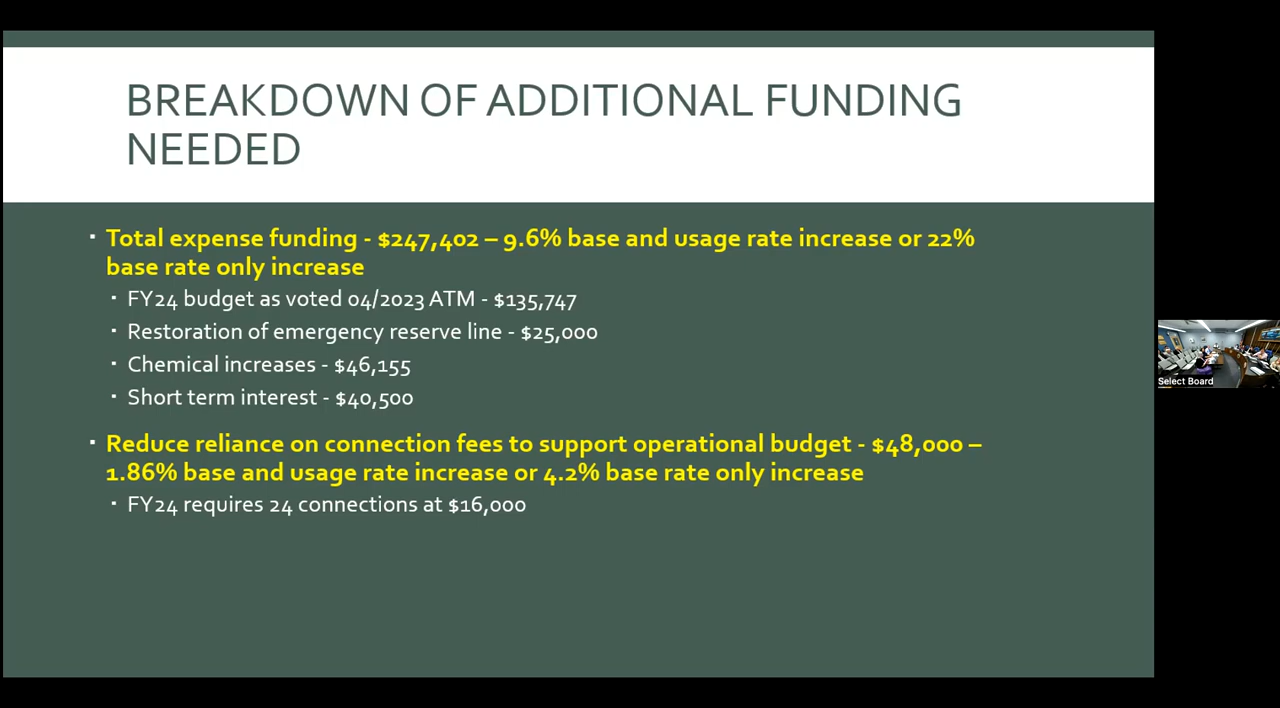 BREAKDOWN OF ADDITIONAL FUNDING
NEEDED
▪ Total expense funding - $247,402 – 9.6% base and usage rate increase or 22%
base rate only increase
▪ FY24 budget as voted 04/2023 ATM - $135,747
▪ Restoration of emergency reserve line - $25,000
▪ Chemical increases - $46,155
▪ Short term interest - $40,500
▪ Reduce reliance on connection fees to support operational budget - $48,000 –
1.86% base and usage rate increase or 4.2% base rate only increase
▪ FY24 requires 24 connections at $16,000
Select Board